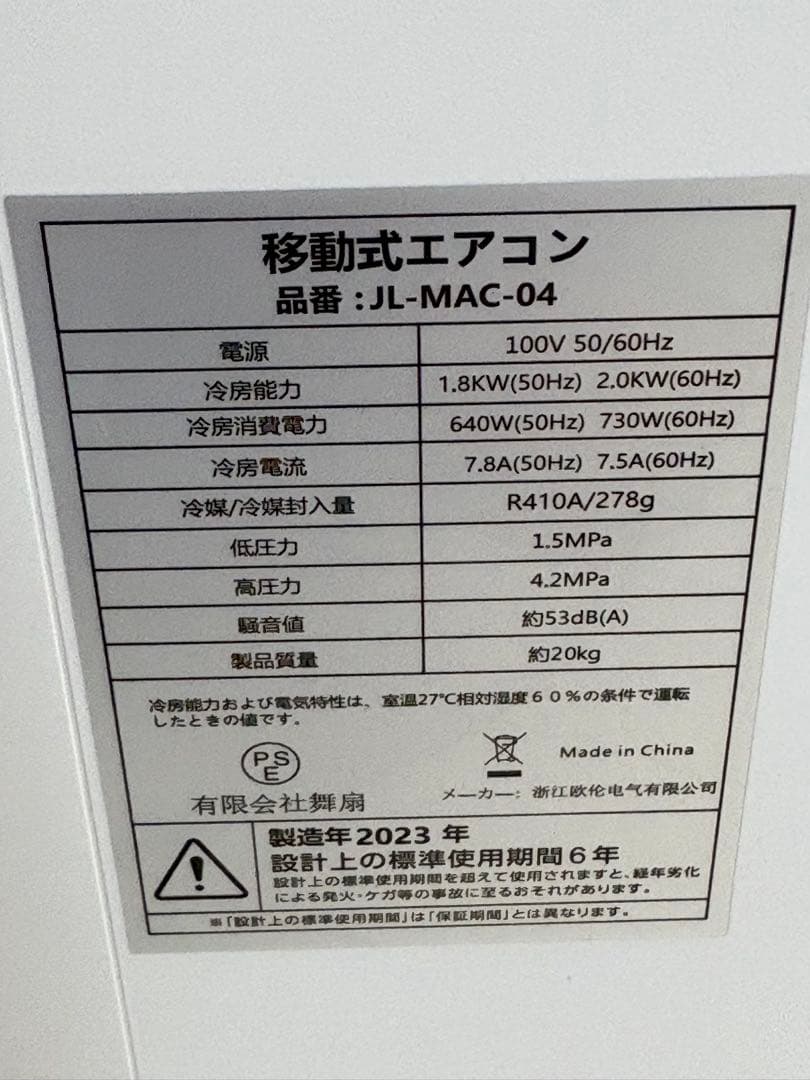 移動式エアコン
品番：JL-MAC-04
電源 100V 50/60Hz
冷房能力 1.8KW(50Hz) 2.0KW(60Hz)
冷房消費電力 640W(50Hz) 730W(60Hz)
冷房電流 7.8A(50Hz) 7.5A(60Hz)
冷媒/冷媒封入量 R410A/278g
低圧力 1.5MPa
高圧力 4.2MPa
騒音値 約53dB(A)
製品質量 約20kg
冷房能力および電気特性は、室温27℃相対湿度６０％の条件で運転
したときの値です。
PSE
Made in China
有限会社舞扇
メーカー：浙江欧伦电气有限公司
製造年2023 年
設計上の標準使用期間６年
設計上の標準使用期間を超えて使用されますと、経年劣化
による発火・ケガ等の事故に至るおそれがあります。
※「設計上の標準使用期間」は「保証期間」とは異なります。